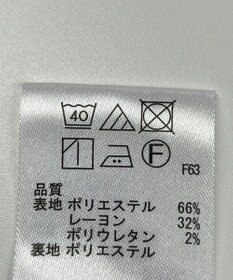 40
F
F63
品質
表地 ポリエステル 66%
レーヨン 32%
ポリウレタン 2%
裏地 ポリエステル